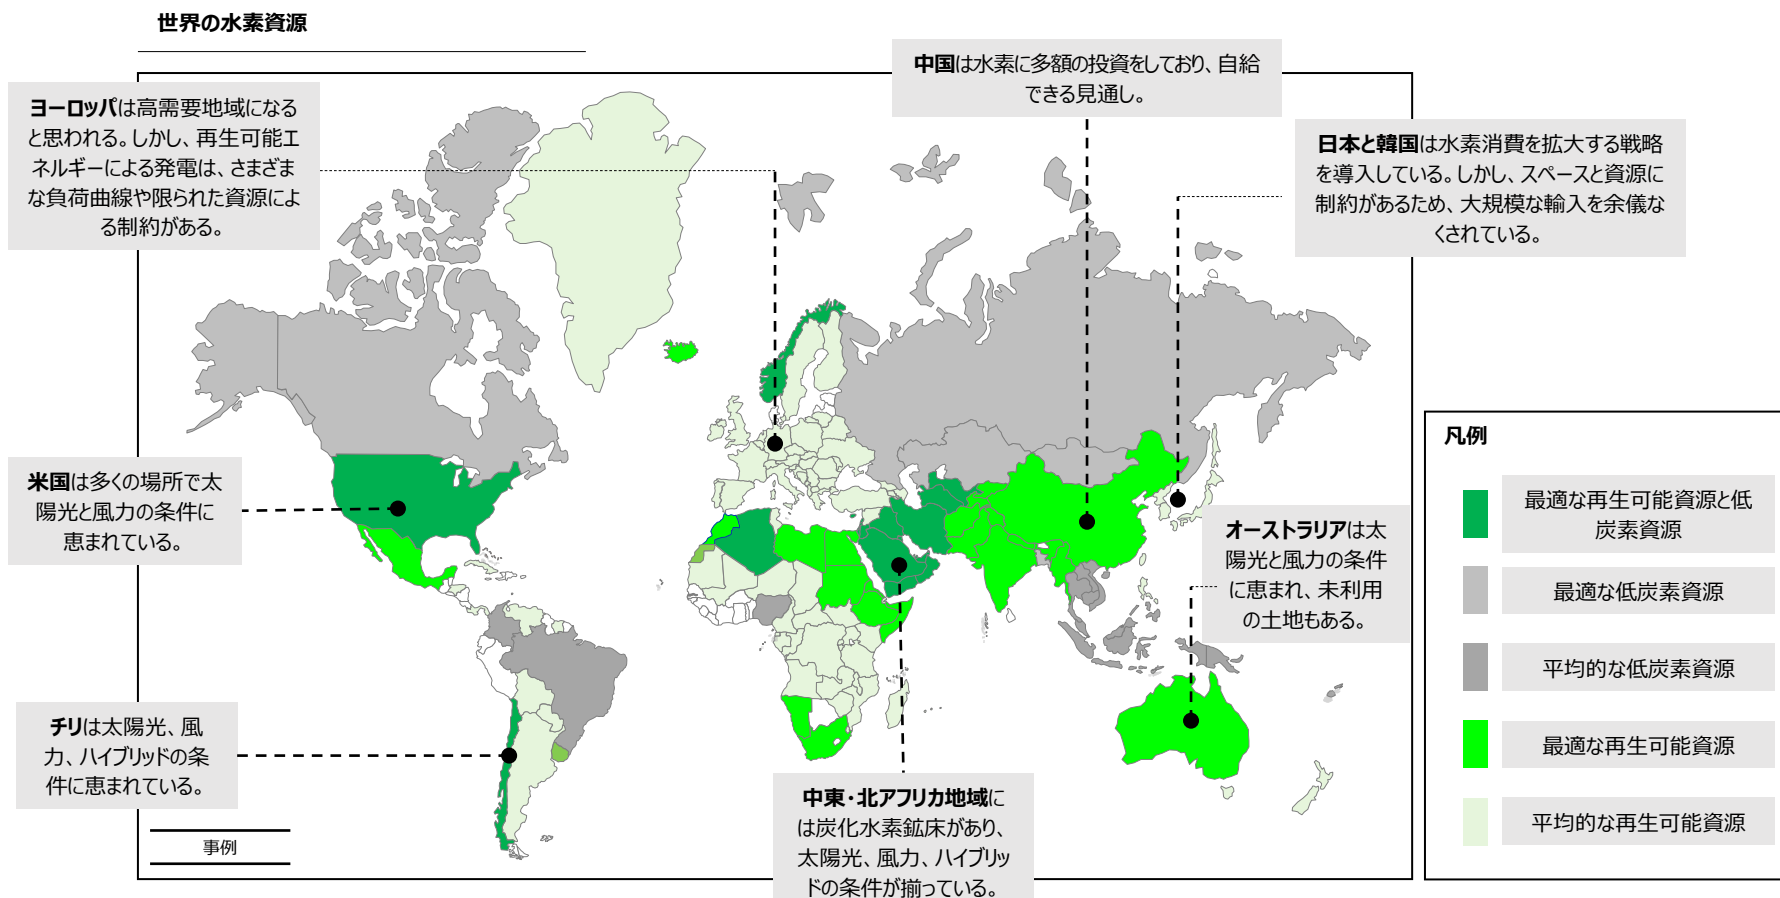 世界の水素資源
ヨーロッパは高需要地域になる
と思われる。しかし、再生可能エ
ネルギーによる発電は、さまざま
な負荷曲線や限られた資源によ
る制約がある。
中国は水素に多額の投資をしており、自給
できる見通し。
日本と韓国は水素消費を拡大する戦略
を導入している。しかし、スペースと資源に
制約があるため、大規模な輸入を余儀な
くされている。
米国は多くの場所で太
陽光と風力の条件に
恵まれている。
オーストラリアは太
陽光と風力の条件
に恵まれ、未利用
の土地もある。
チリは太陽光、風
力、ハイブリッドの条
件に恵まれている。
中東・北アフリカ地域に
は炭化水素鉱床があり、
太陽光、風力、ハイブリッ
ドの条件が揃っている。
事例
凡例
最適な再生可能資源と低
炭素資源
最適な低炭素資源
平均的な低炭素資源
最適な再生可能資源
平均的な再生可能資源